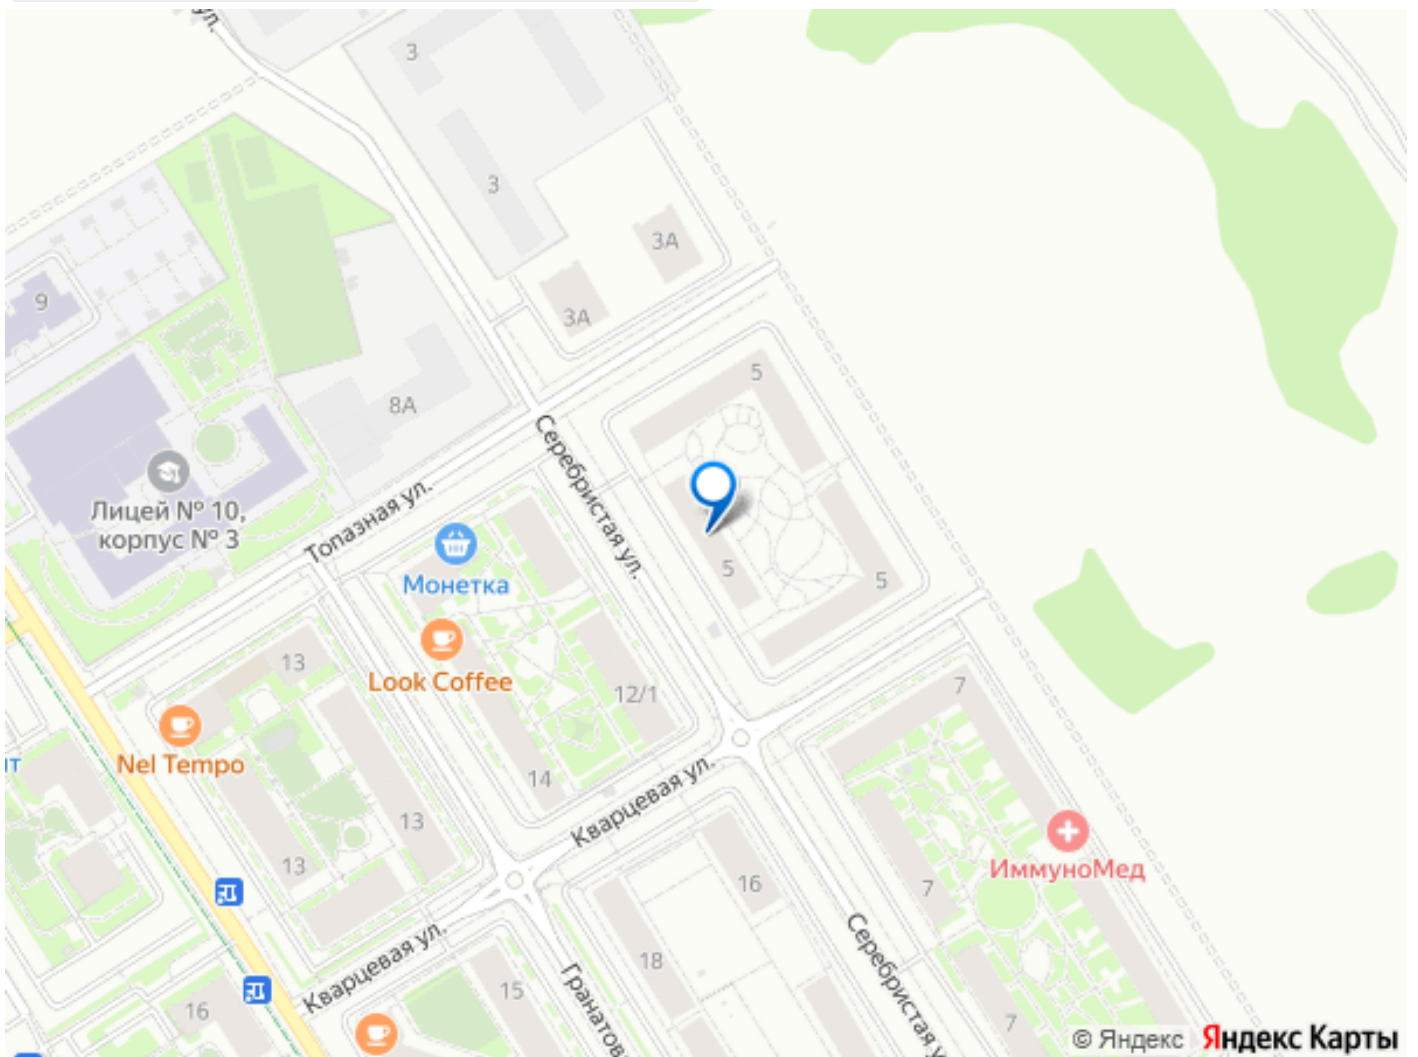 ул.
3
3
3А
3А
9
8А
5
Серебристая ул.
Лицей № 10,
корпус № 3
Топазная ул.
Монетка
5
5
Look Coffee
13
12/1
7
Nel Tempo
14
Кварцевая ул.
13
13
ИммуноМед
16
7
Кварцевая ул.
Серебристая у
18
15
Гранатов
16
7
© Яндекс Яндекс Карты